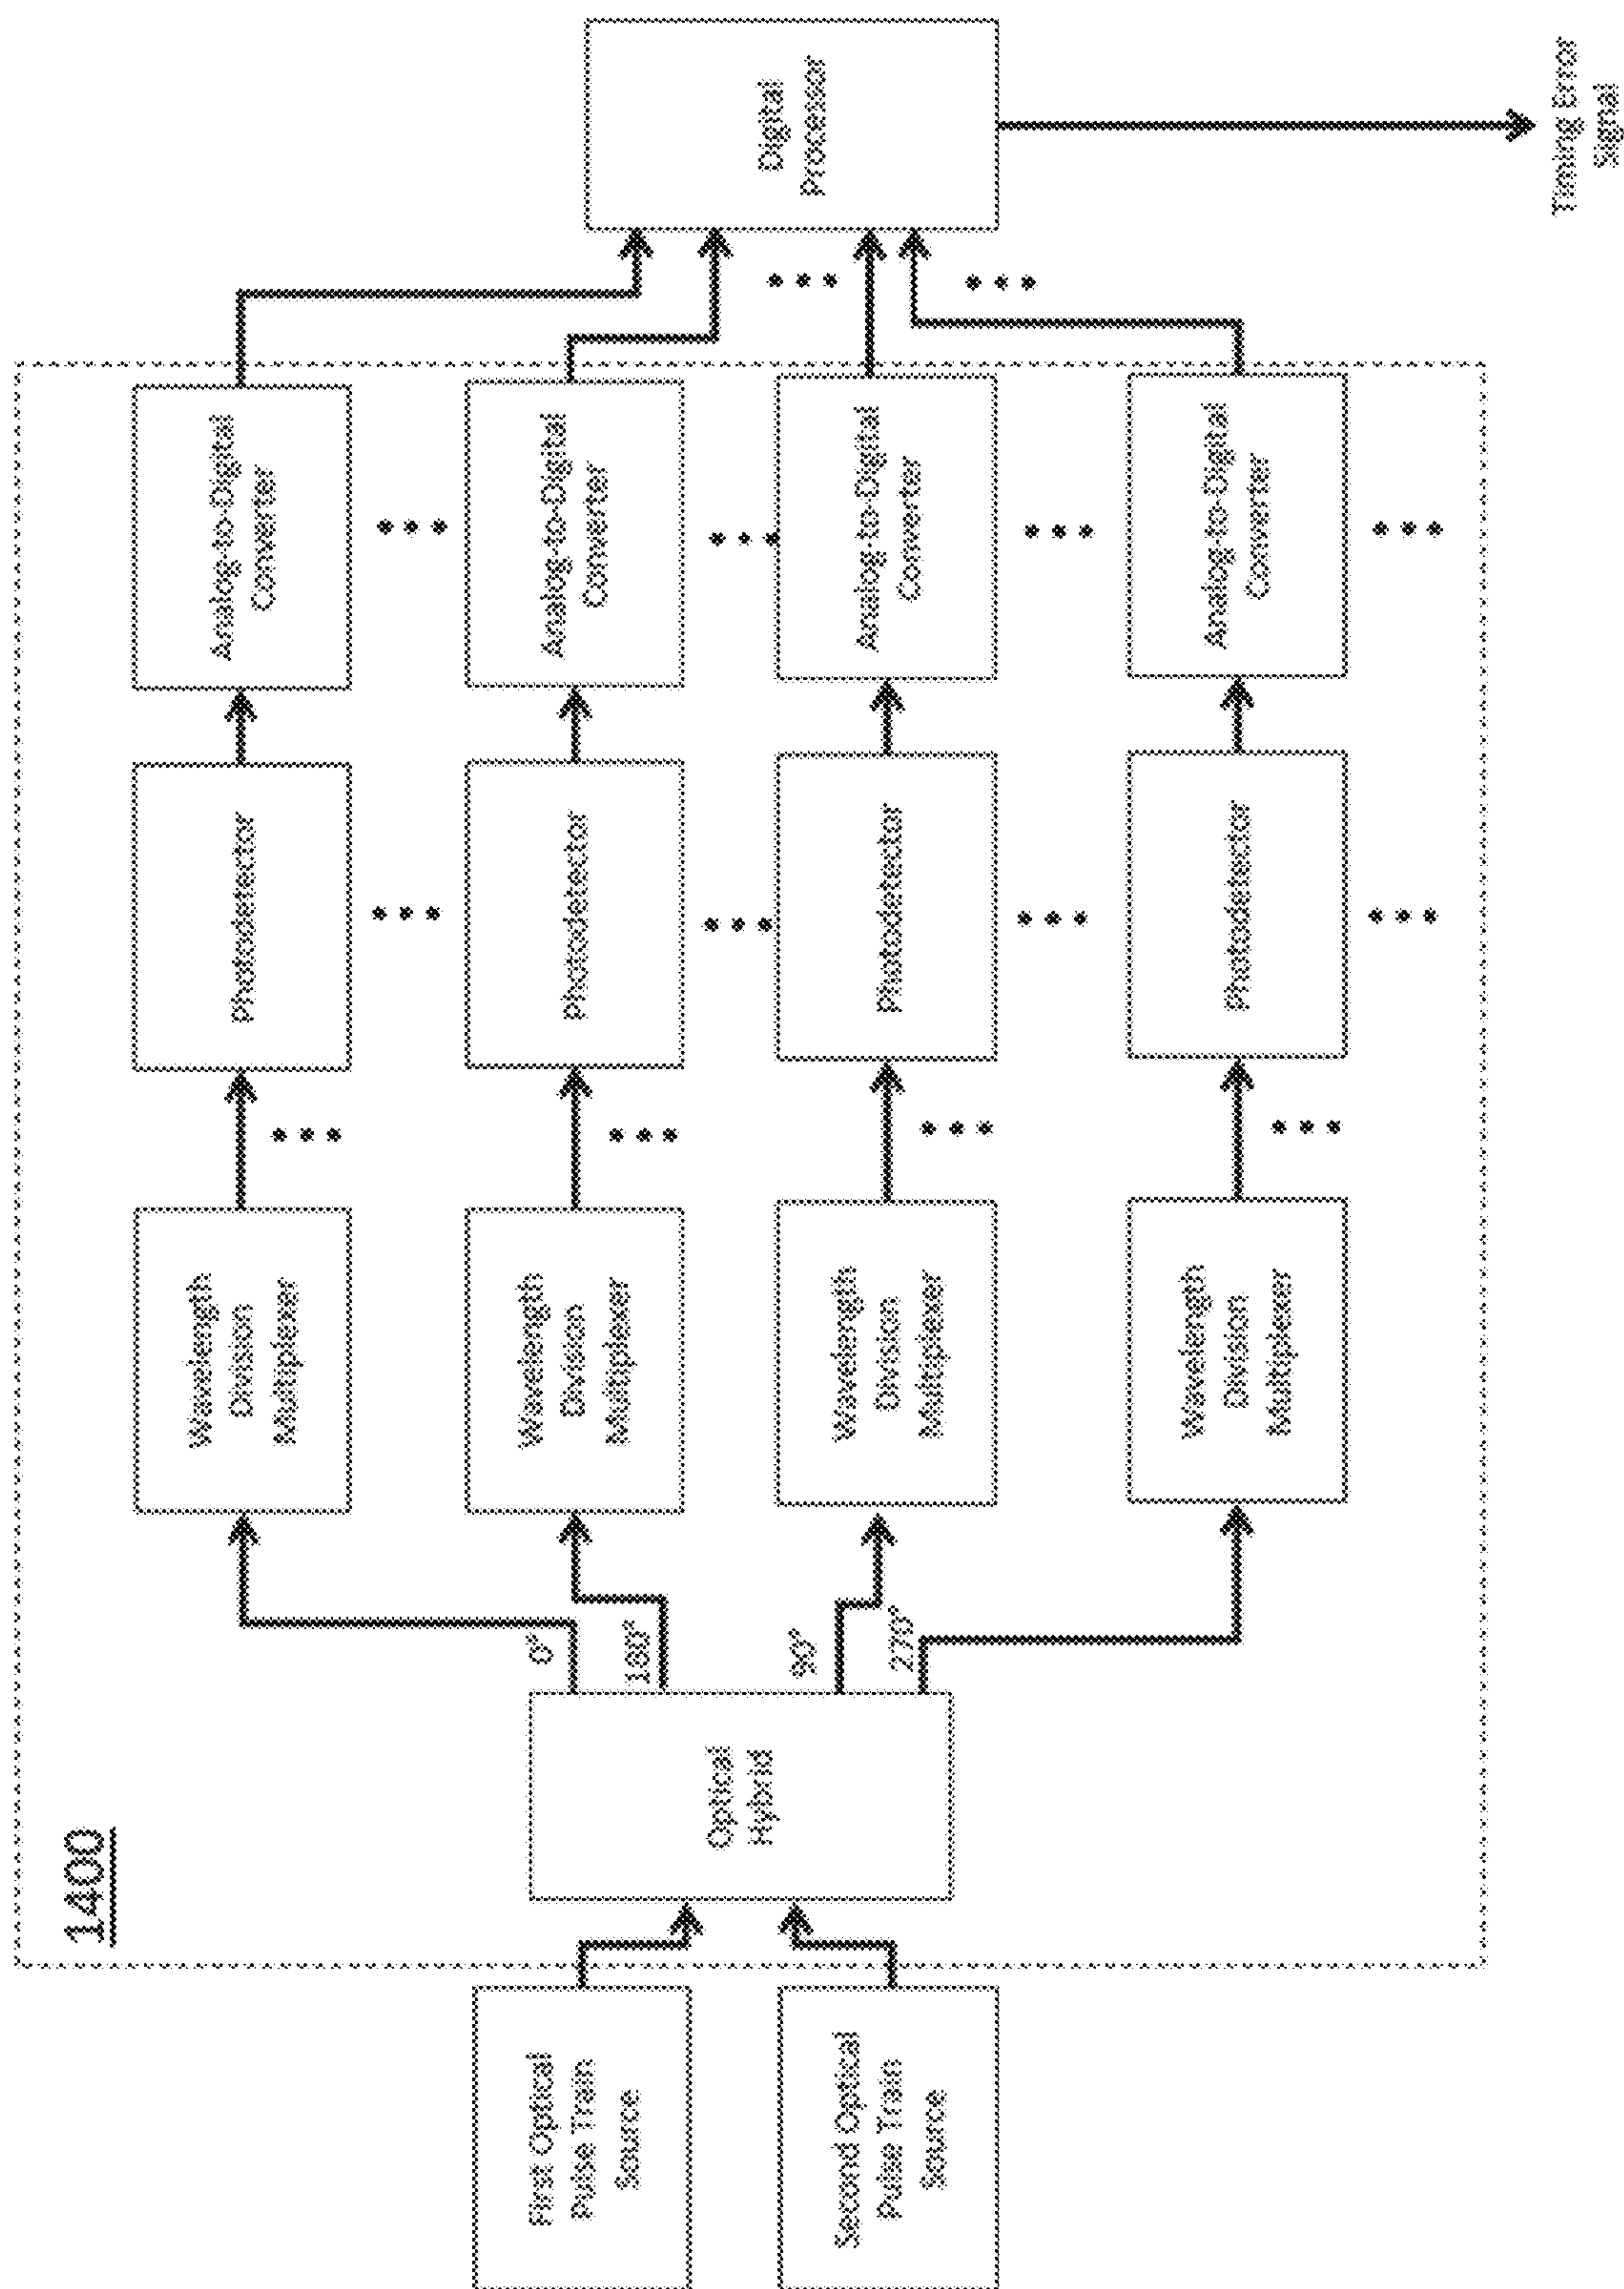 1400
First Optical
Pulse Train
Source
Second Optical
Pulse Train
Source
Optical
Hybrid
0°
180°
90°
270°
Wavelength
Division
Multiplexer
Photodetector
Analog-to-Digital
Converter
Wavelength
Division
Multiplexer
Photodetector
Analog-to-Digital
Converter
Wavelength
Division
Multiplexer
Photodetector
Analog-to-Digital
Converter
Wavelength
Division
Multiplexer
Photodetector
Analog-to-Digital
Converter
Digital
Processor
Timing Error
Signal